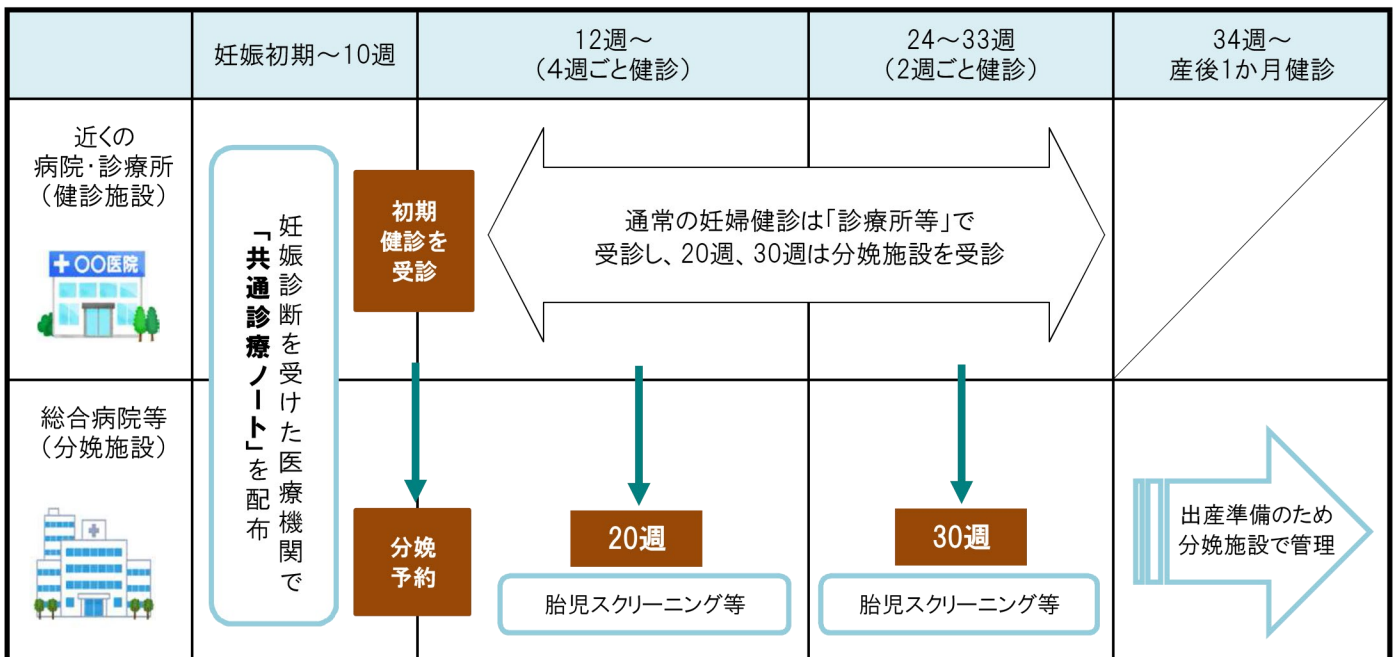 妊娠初期～10週
12週～
（4週ごと健診）
24～33週
（2週ごと健診）
34週～
産後1か月健診
近くの
病院・診療所
（健診施設）
〇〇医院
妊娠診断を受けた医療機関で
「共通診療ノート」を配布
初期
健診を
受診
通常の妊婦健診は「診療所等」で
受診し、20週、30週は分娩施設を受診
総合病院等
（分娩施設）
分娩
予約
20週
胎児スクリーニング等
30週
胎児スクリーニング等
出産準備のため
分娩施設で管理